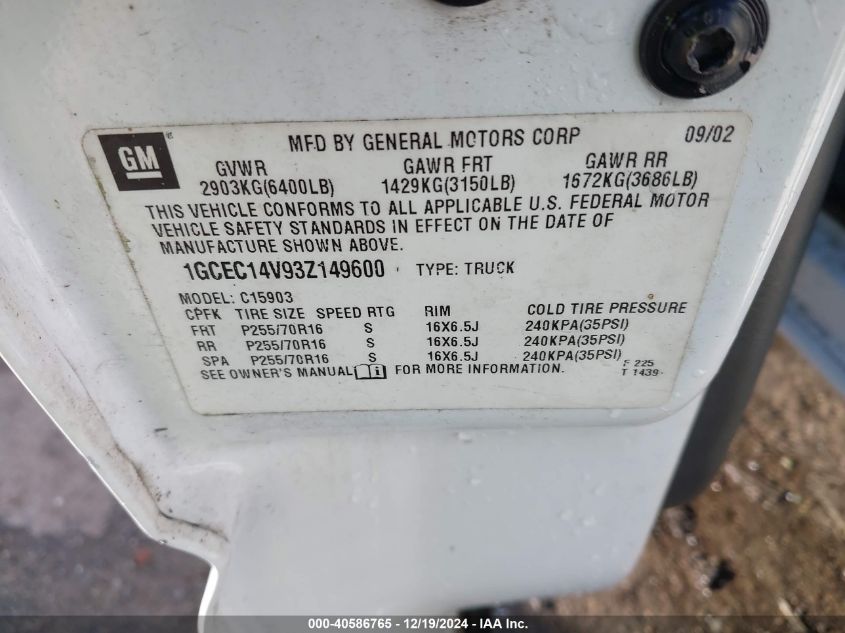 GM ®
MFD BY GENERAL MOTORS CORP 09/02
GVWR GAWR FRT GAWR RR
2903KG(6400LB) 1429KG(3150LB) 1672KG(3686LB)
THIS VEHICLE CONFORMS TO ALL APPLICABLE U.S. FEDERAL MOTOR
VEHICLE SAFETY STANDARDS IN EFFECT ON THE DATE OF
MANUFACTURE SHOWN ABOVE.
1GCEC14V93Z149600 TYPE: TRUCK
MODEL: C15903
CPFK TIRE SIZE SPEED RTG RIM COLD TIRE PRESSURE
FRT P255/70R16 S 16X6.5J 240KPA(35PSI)
RR P255/70R16 S 16X6.5J 240KPA(35PSI)
SPA P255/70R16 S 16X6.5J 240KPA(35PSI)
SEE OWNER'S MANUAL FOR MORE INFORMATION.
F 225
T 1439
000-40586765 - 12/19/2024 - IAA Inc.